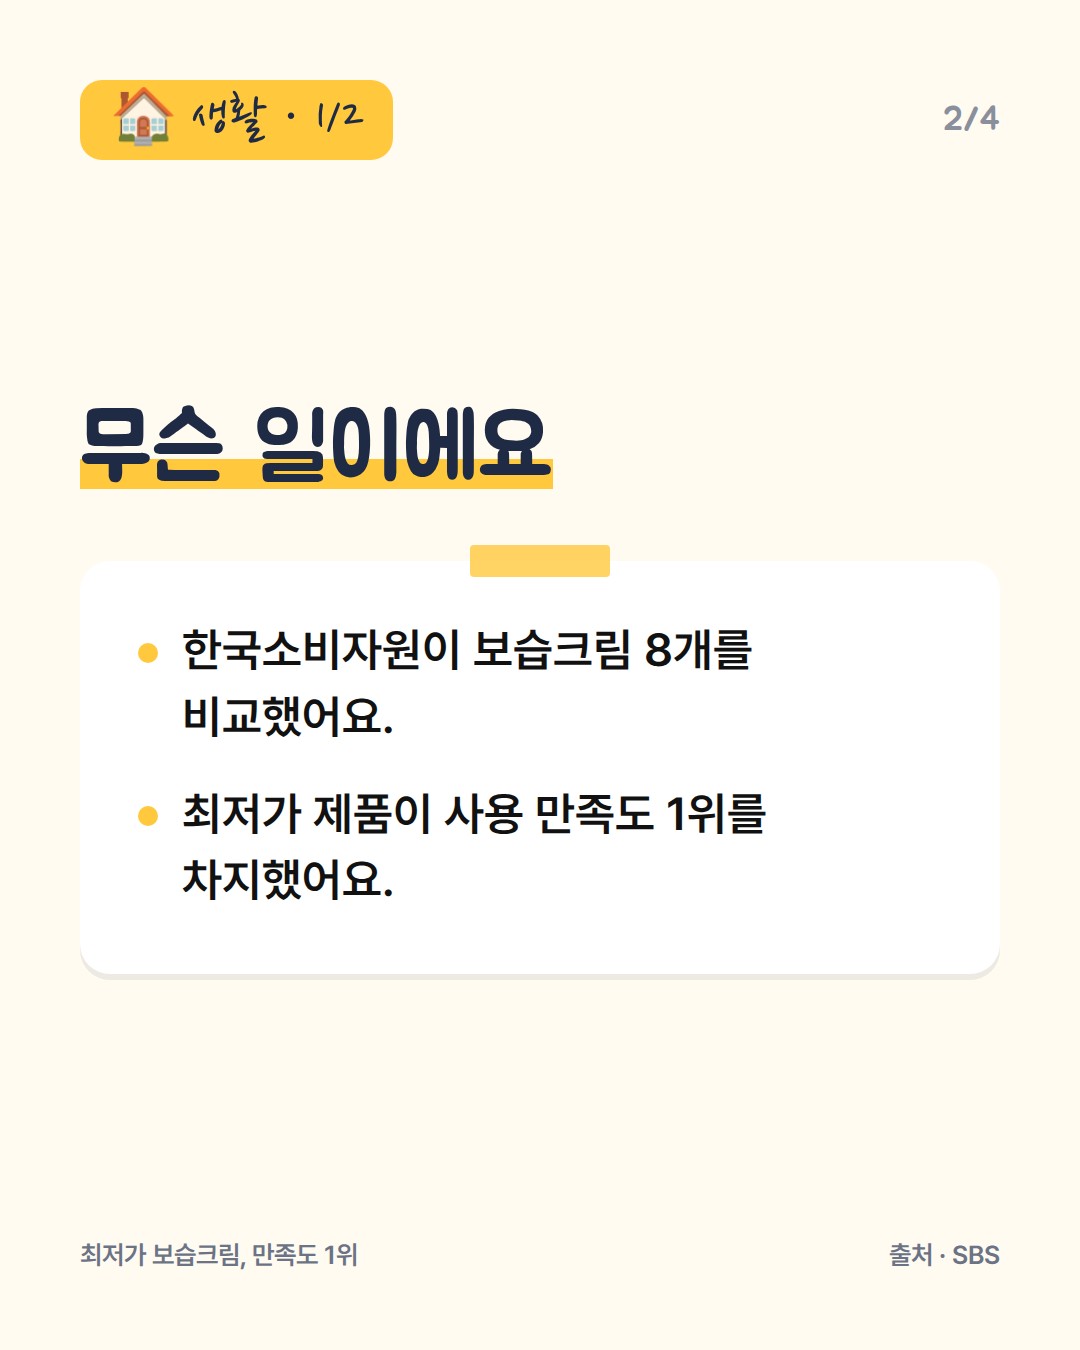 생활 · 1/2
2/4
무슨 일이에요
한국소비자원이 보습크림 8개를
비교했어요.
최저가 제품이 사용 만족도 1위를
차지했어요.
최저가 보습크림, 만족도 1위
출처 · SBS